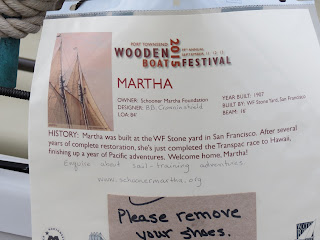 PORT TOWNSEND
WOODEN
BOAT FESTIVAL
2015
MARTHA
OWNER: Schooner Martha Foundation
DESIGNER: B.B. Crowninshield
LOA: 84'
YEAR BUILT: 1907
BUILT BY: WF Stone Yard, San Francisco
BEAM: 16'
HISTORY: Martha was built at the WF Stone yard in San Francisco. After several
years of complete restoration, she's just completed the Transpac race to Hawaii,
finishing up a year of Pacific adventures. Welcome home, Martha!
Enquire about sail-training adventures
www.schoonermartha.org
Please remove
your shoes.